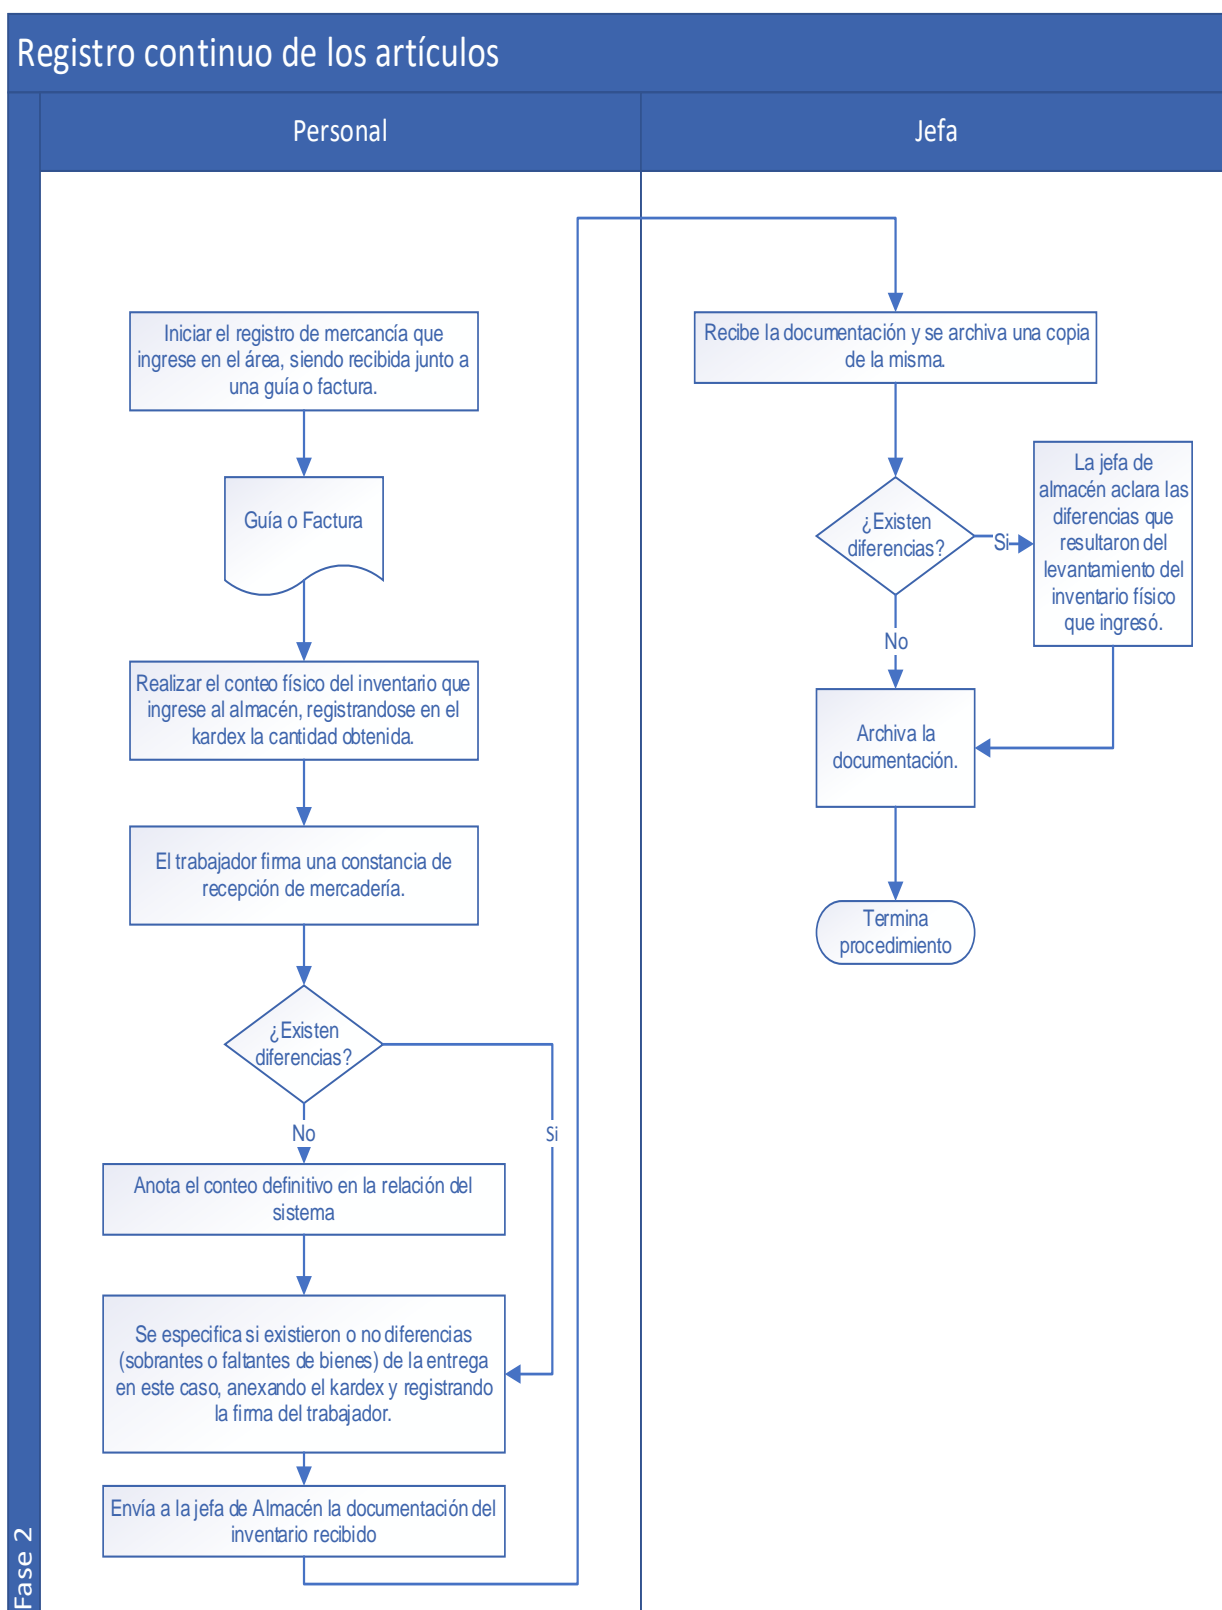 Registro continuo de los artículos
Personal
Jefa
Iniciar el registro de mercancía que
ingrese en el área, siendo recibida junto a
una guía o factura.
Guía o Factura
Realizar el conteo físico del inventario que
ingrese al almacén, registrandose en el
kardex la cantidad obtenida.
El trabajador firma una constancia de
recepción de mercadería.
¿Existen
diferencias?
No
Si
Anota el conteo definitivo en la relación del
sistema
Se especifica si existieron o no diferencias
(sobrantes o faltantes de bienes) de la entrega
en este caso, anexando el kardex y registrando
la firma del trabajador.
Envía a la jefa de Almacén la documentación del
inventario recibido
Recibe la documentación y se archiva una copia
de la misma.
¿Existen
diferencias?
Si
La jefa de
almacén aclara las
diferencias que
resultaron del
levantamiento del
inventario físico
que ingresó.
No
Archiva la
documentación.
Termina
procedimiento
Fase 2